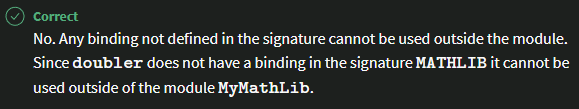 Correct
No. Any binding not defined in the signature cannot be used outside the module.
Since doubler does not have a binding in the signature MATHLIB it cannot be
used outside of the module MyMathLib.